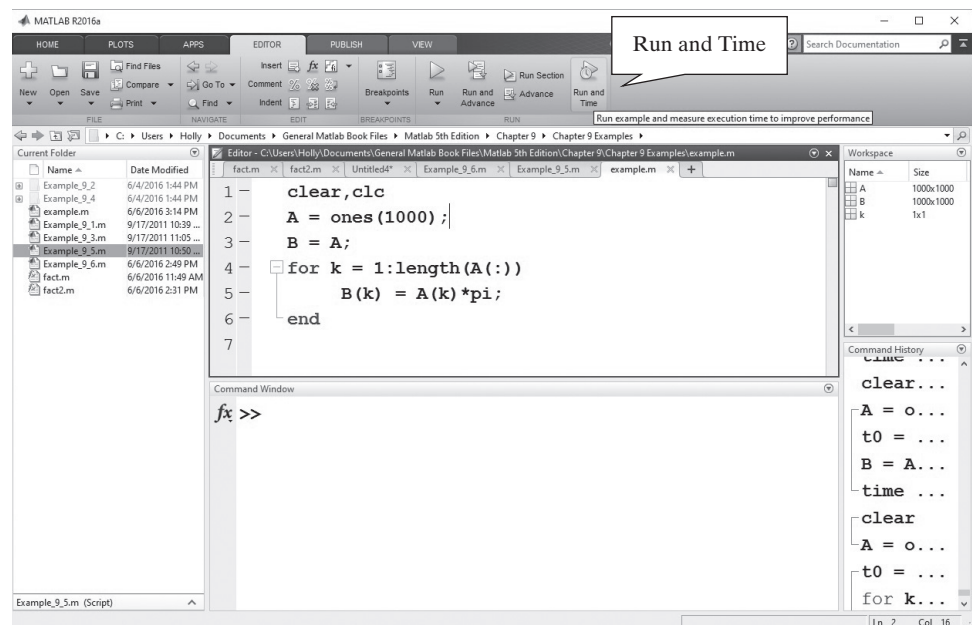 MATLAB R2016a
HOME PLOTS APPS EDITOR PUBLISH VIEW
Run and Time
Search Documentation
New Open Save
Find Files
Compare
Print
Go To
Find
Insert fx
Comment
Indent
Breakpoints
Run
Run and Advance
Run Section
Advance
Run and Time
FILE NAVIGATE EDIT BREAKPOINTS RUN
Run example and measure execution time to improve performance
C: Users Holly Documents General Matlab Book Files Matlab 5th Edition Chapter 9 Chapter 9 Examples
Current Folder
Name Date Modified
Example_9_2 6/4/2016 1:44 PM
Example_9_4 6/4/2016 1:44 PM
example.m 6/6/2016 3:14 PM
Example_9_1.m 9/17/2011 10:39 ...
Example_9_3.m 9/17/2011 11:05 ...
Example_9_5.m 9/17/2011 10:50 ...
Example_9_6.m 6/6/2016 2:49 PM
fact.m 6/6/2016 11:49 AM
fact2.m 6/6/2016 2:31 PM
Example_9_5.m (Script)
Editor - C:\Users\Holly\Documents\General Matlab Book Files\Matlab 5th Edition\Chapter 9\Chapter 9 Examples\example.m
fact.m fact2.m Untitled4* Example_9_6.m Example_9_5.m example.m +
1 clear,clc
2 A = ones(1000);
3 B = A;
4 for k = 1:length(A(:))
5 B(k) = A(k)*pi;
6 end
7
Command Window
fx >>
Workspace
Name Size
A 1000x1000
B 1000x1000
k 1x1
Command History
time ...
clear...
A = o...
t0 = ...
B = A...
time ...
clear
A = o...
t0 = ...
for k...
Ln 2 Col 16